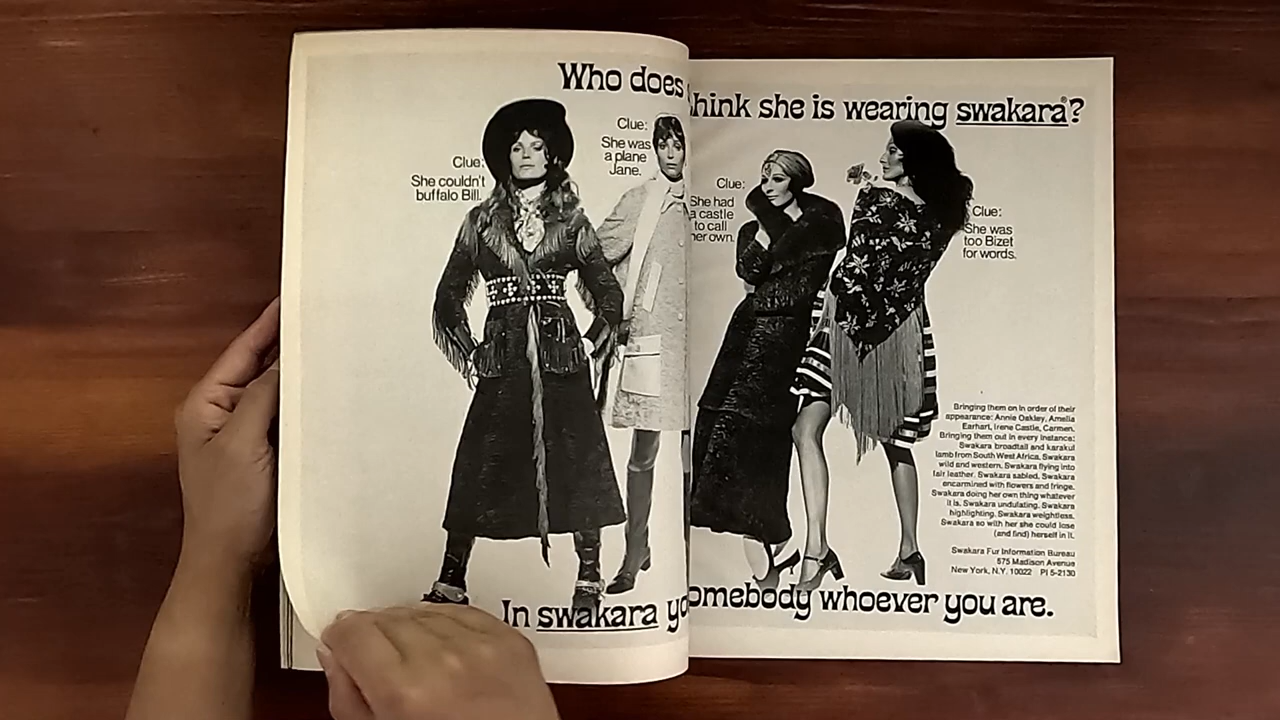 Who does
hink she is wearing swakara®?
Clue:
She couldn't
buffalo Bill.
Clue:
She was
a plane
Jane.
Clue:
She had
a castle
to call
her own.
Clue:
She was
too Bizet
for words.
Bringing them on in order of their
appearance: Annie Oakley, Amelia
Earhart, Irene Castle, Carmen.
Bringing them out in every instance:
Swakara broadtail and karakul
lamb from South West Africa. Swakara
wild and western. Swakara flying into
fair leather. Swakara sabled. Swakara
encarmined with flowers and fringe.
Swakara doing her own thing whatever
it is. Swakara undulating. Swakara
highlighting. Swakara weightless.
Swakara so with her she could lose
(and find) herself in it.
Swakara Fur Information Bureau
575 Madison Avenue
New York, N.Y. 10022 Pl 5-2130
In swakara yo
omebody whoever you are.